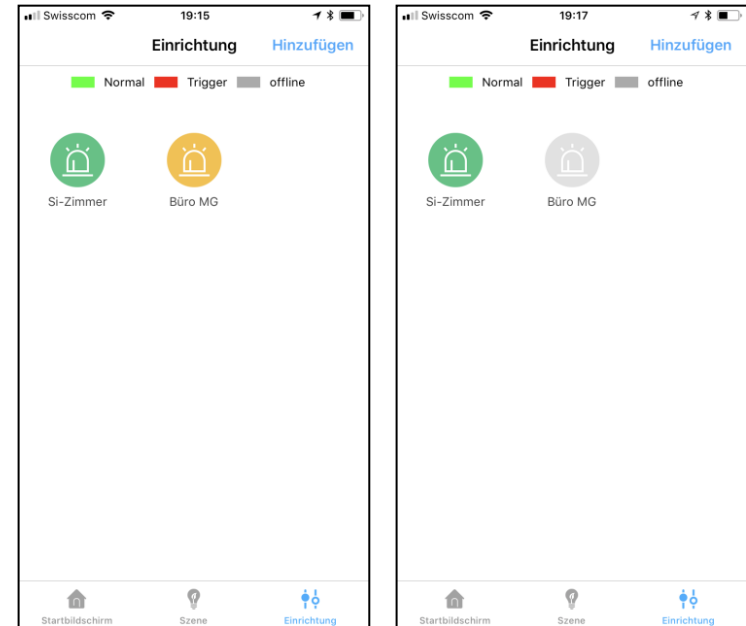 Swisscom 19:15
Einrichtung Hinzufügen
Normal Trigger offline
Si-Zimmer Büro MG
Startbildschirm Szene Einrichtung
Swisscom 19:17
Einrichtung Hinzufügen
Normal Trigger offline
Si-Zimmer Büro MG
Startbildschirm Szene Einrichtung